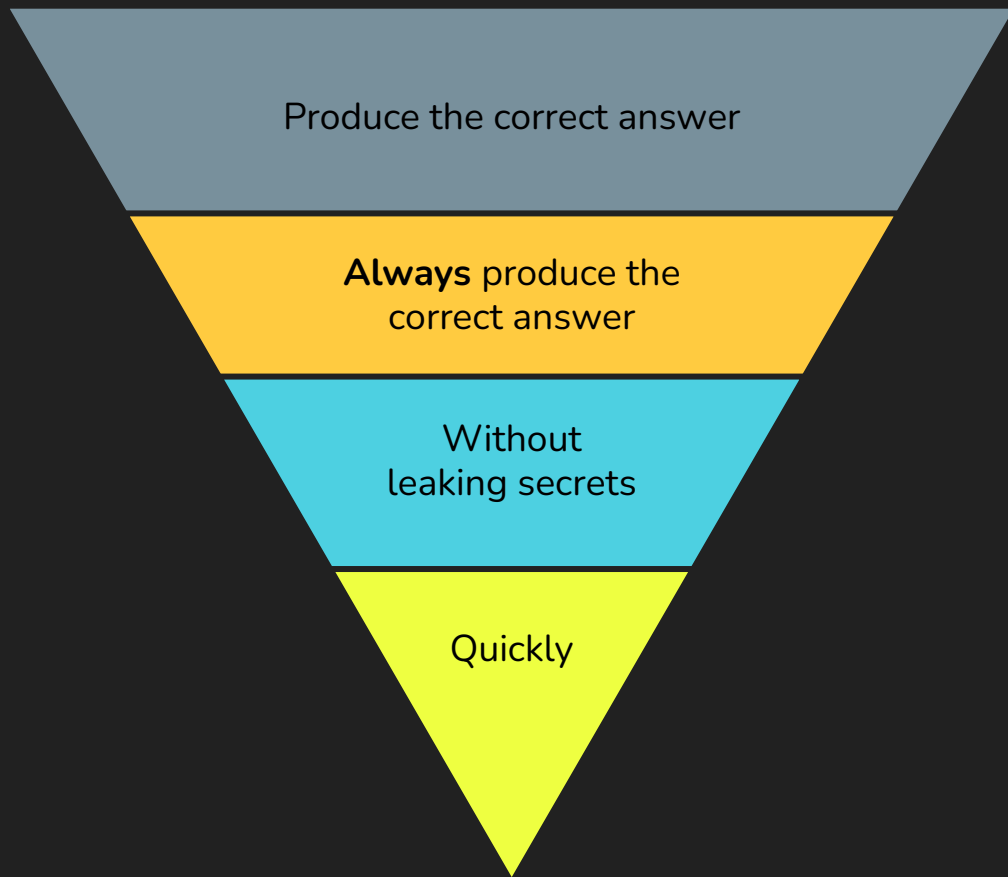 Produce the correct answer
Always produce the
correct answer
Without
leaking secrets
Quickly